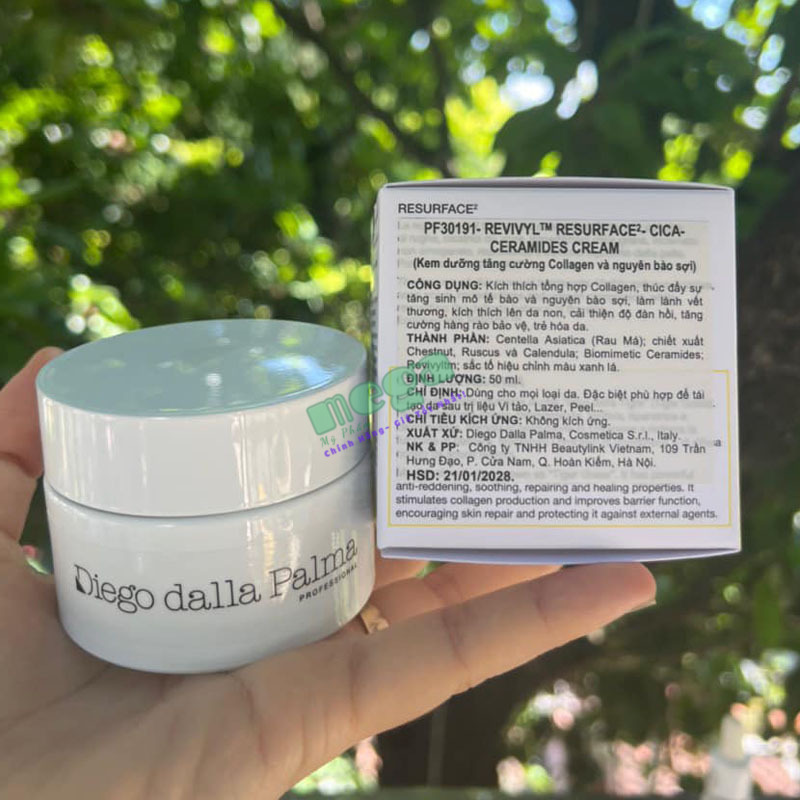 RESURFACE²
PF30191- REVIVYL™ RESURFACE²- CICA-
CERAMIDES CREAM
(Kem dưỡng tăng cường Collagen và nguyên bào sợi)
CÔNG DỤNG: Kích thích tổng hợp Collagen, thúc đẩy sự
tăng sinh mô tế bào và nguyên bào sợi, làm lành vết
thương, kích thích lên da non, cải thiện độ đàn hồi, tăng
cường hàng rào bảo vệ, trẻ hóa da.
THÀNH PHẦN: Centella Asiatica (Rau Má); chiết xuất
Chestnut, Ruscus và Calendula; Biomimetic Ceramides;
Revivyltm; sắc tố hiệu chỉnh màu xanh lá.
ĐỊNH LƯỢNG: 50 ml.
CHỈ ĐỊNH: Dùng cho mọi loại da. Đặc biệt phù hợp để tái
tạo da sau trị liệu Vi tảo, Lazer, Peel...
CHỈ TIÊU KÍCH ỨNG: Không kích ứng.
XUẤT XỨ: Diego Dalla Palma, Cosmetica S.r.l., Italy.
NK & PP: Công ty TNHH Beautylink Vietnam, 109 Trần
Hưng Đạo, P. Cửa Nam, Q. Hoàn Kiếm, Hà Nội.
HSD: 21/01/2028.
anti-reddening, soothing, repairing and healing properties. It
stimulates collagen production and improves barrier function,
encouraging skin repair and protecting it against external agents.
mega
Diego dalla Palma
PROFESSIONAL